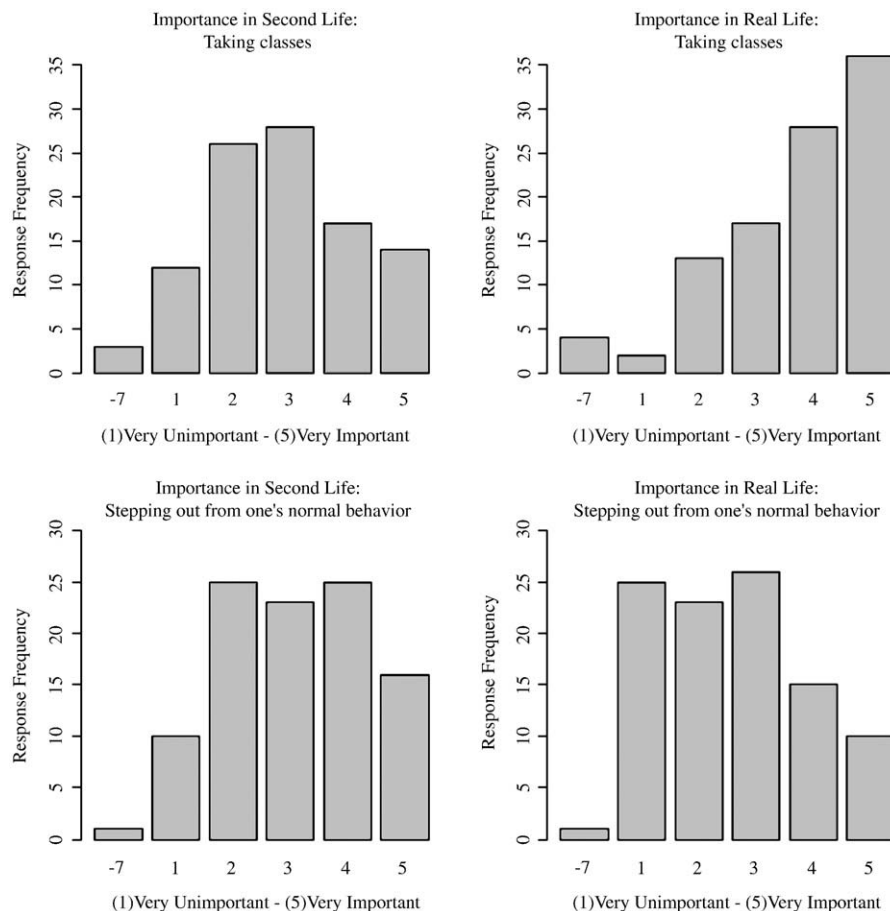 Importance in Second Life:
Taking classes
Response Frequency
35
30
25
20
15
10
5
0
-7 1 2 3 4 5
(1)Very Unimportant - (5)Very Important
Importance in Real Life:
Taking classes
Response Frequency
35
30
25
20
15
10
5
0
-7 1 2 3 4 5
(1)Very Unimportant - (5)Very Important
Importance in Second Life:
Stepping out from one's normal behavior
Response Frequency
30
25
20
15
10
5
0
-7 1 2 3 4 5
(1)Very Unimportant - (5)Very Important
Importance in Real Life:
Stepping out from one's normal behavior
Response Frequency
30
25
20
15
10
5
0
-7 1 2 3 4 5
(1)Very Unimportant - (5)Very Important